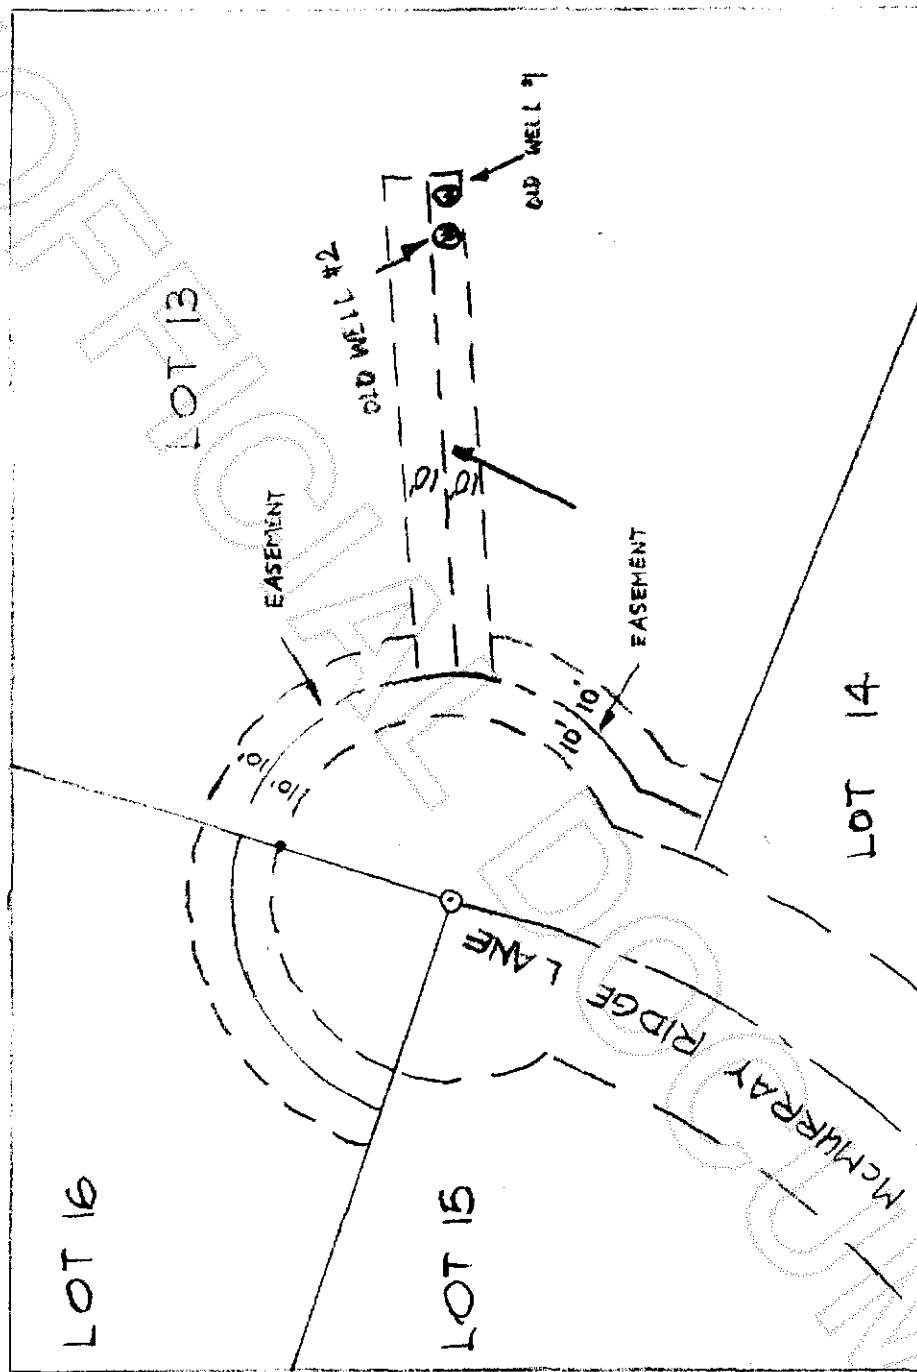 OLD WELL #1
OLD WELL #2
LOT 13
EASEMENT
10'
10'
EASEMENT
10'
10'
10'
10'
LOT 14
LOT 16
LOT 15
McMURRAY RIDGE LANE
OFFICIAL DOCUM